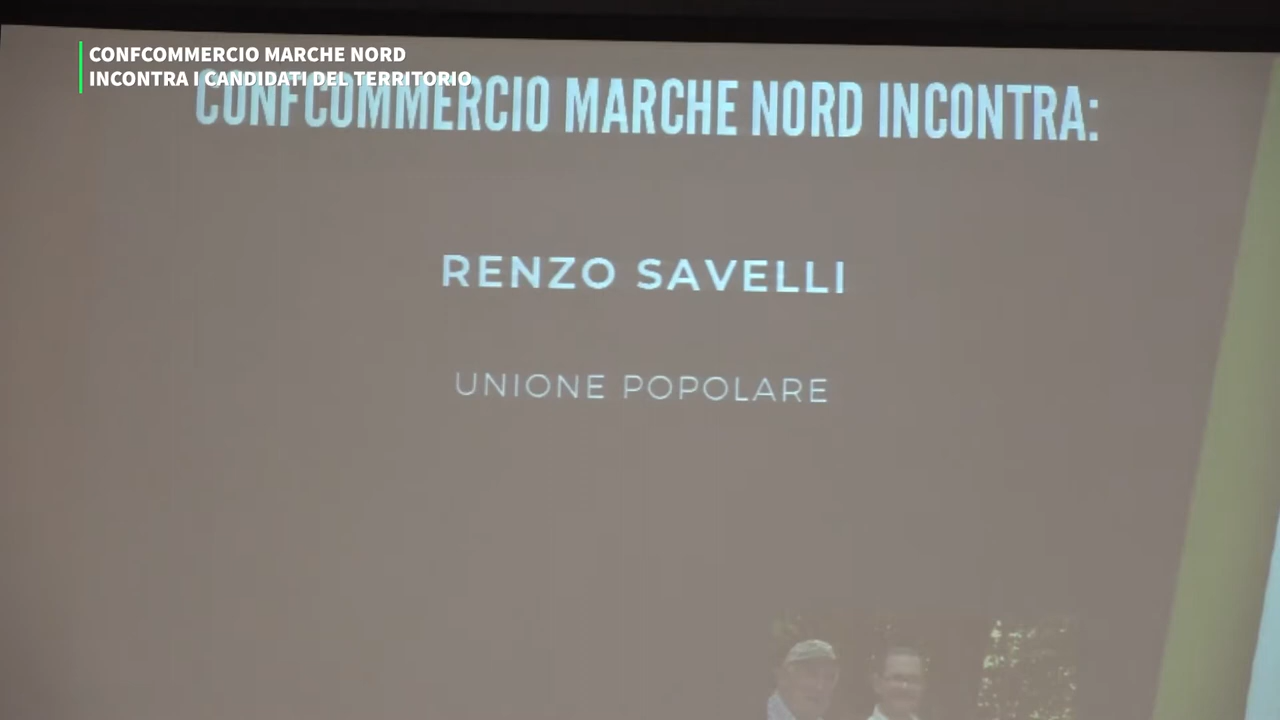 CONFCOMMERCIO MARCHE NORD
INCONTRA I CANDIDATI DEL TERRITORIO
CONFCOMMERCIO MARCHE NORD INCONTRA:
RENZO SAVELLI
UNIONE POPOLARE